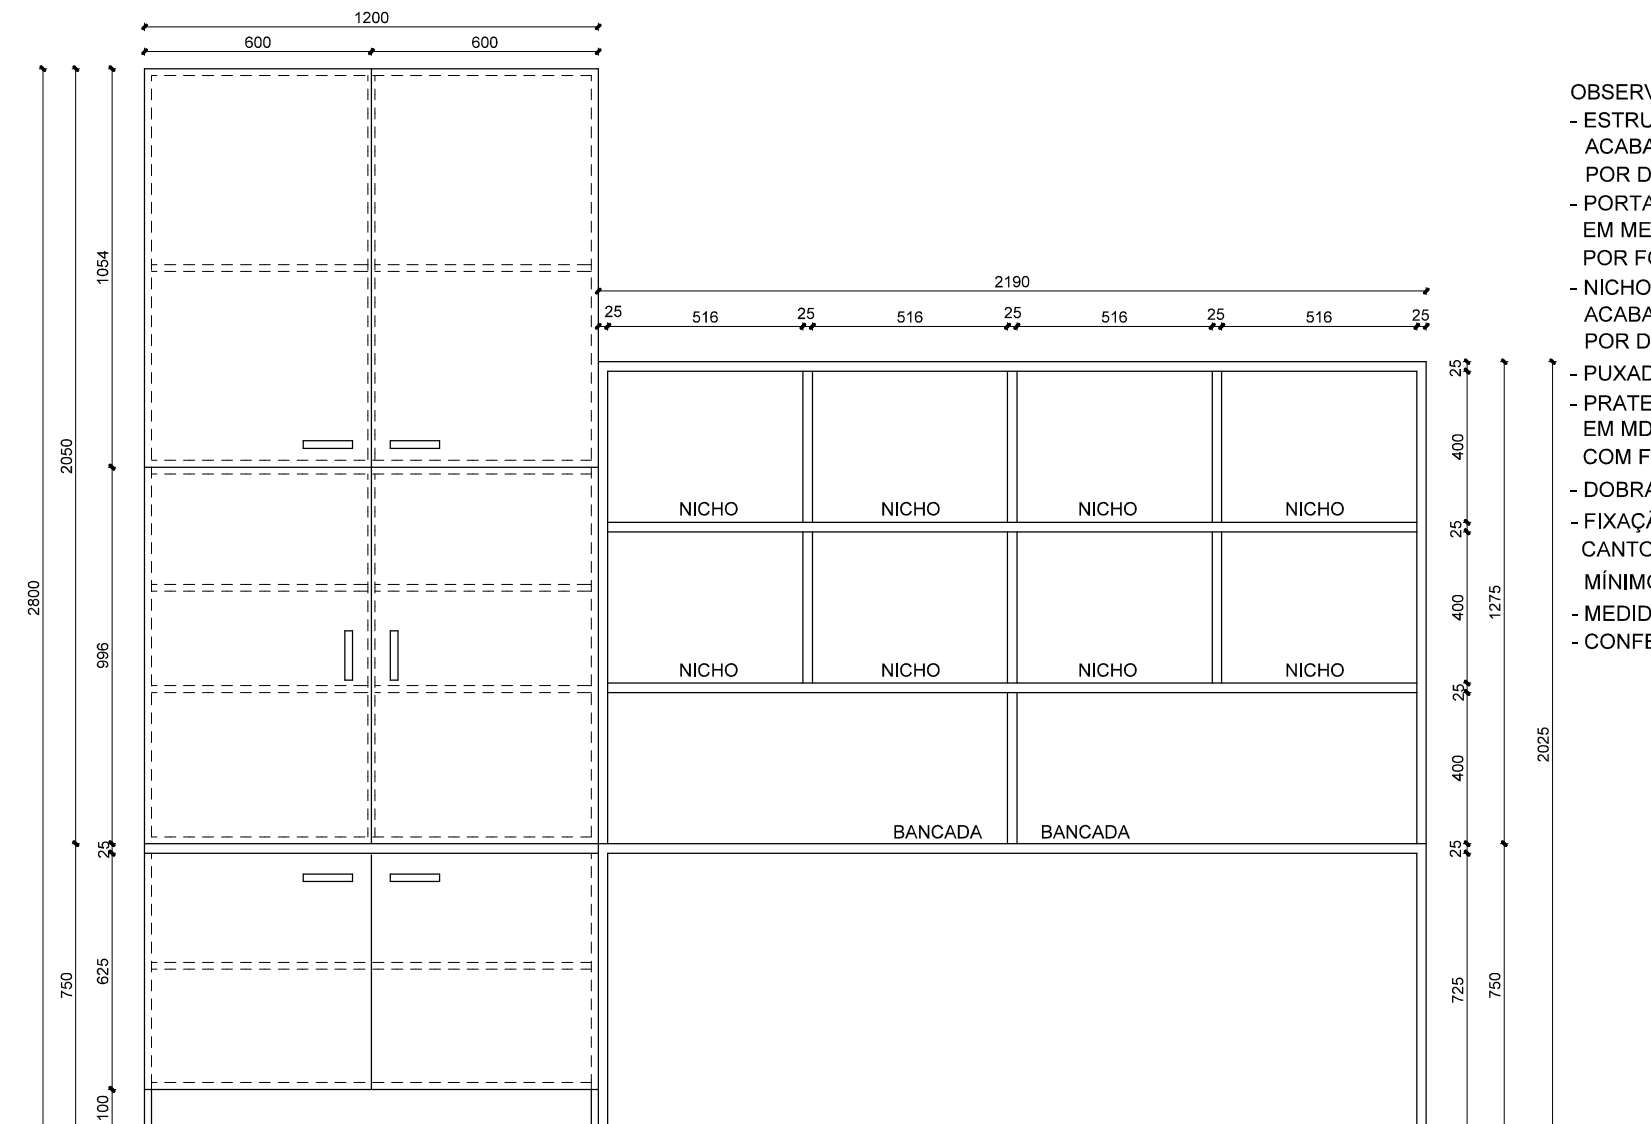 1200
600 600
2190
25 516 25 516 25 516 25 516 25
2800
2050
1054
996
25
750
625
100
NICHO NICHO NICHO NICHO
NICHO NICHO NICHO NICHO
BANCADA BANCADA
25
400
25
400
25
400
25
725
1275
750
2025
OBSERV
- ESTRU
ACABA
POR D
- PORTA
EM ME
POR FO
- NICHO
ACABA
POR D
- PUXAD
- PRATE
EM MD
COM F
- DOBRA
- FIXAÇÃ
CANTO
MÍNIMO
- MEDID
- CONFE